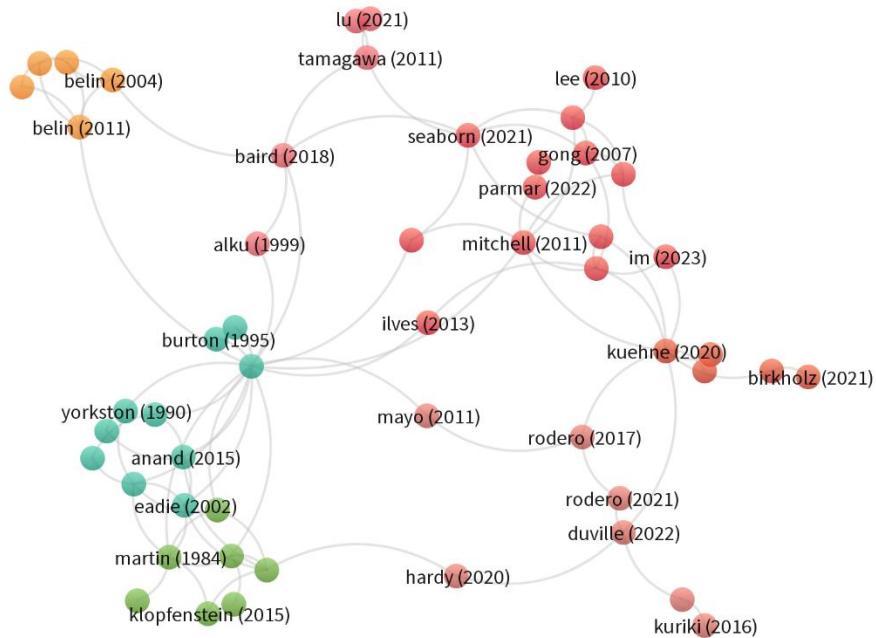 lu (2021)
tamagawa (2011)
lee (2010)
belin (2004)
belin (2011)
seaborn (2021)
gong (2007)
baird (2018)
parmar (2022)
alku (1999)
mitchell (2011)
im (2023)
ilves (2013)
burton (1995)
kuehne (2020)
birkholz (2021)
yorkston (1990)
mayo (2011)
rodero (2017)
anand (2015)
rodero (2021)
eadie (2002)
duville (2022)
martin (1984)
hardy (2020)
klopfenstein (2015)
kuriki (2016)